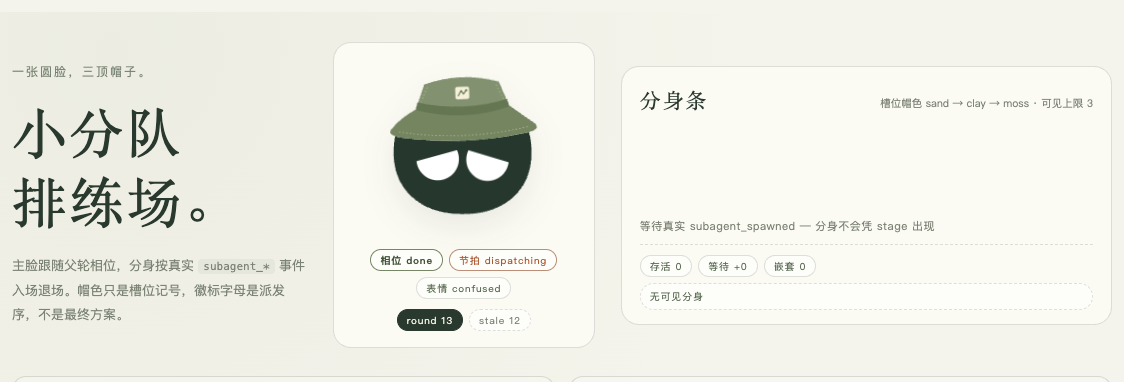 一张圆脸，三顶帽子。
小分队
排练场。
主脸跟随父轮相位，分身按真实 subagent_* 事件
入场退场。帽色只是槽位记号，徽标字母是派发
序，不是最终方案。
相位 done 节拍 dispatching
表情 confused
round 13 stale 12
分身条 槽位帽色 sand → clay → moss · 可见上限 3
等待真实 subagent_spawned — 分身不会凭 stage 出现
存活 0 等待 +0 嵌套 0
无可见分身